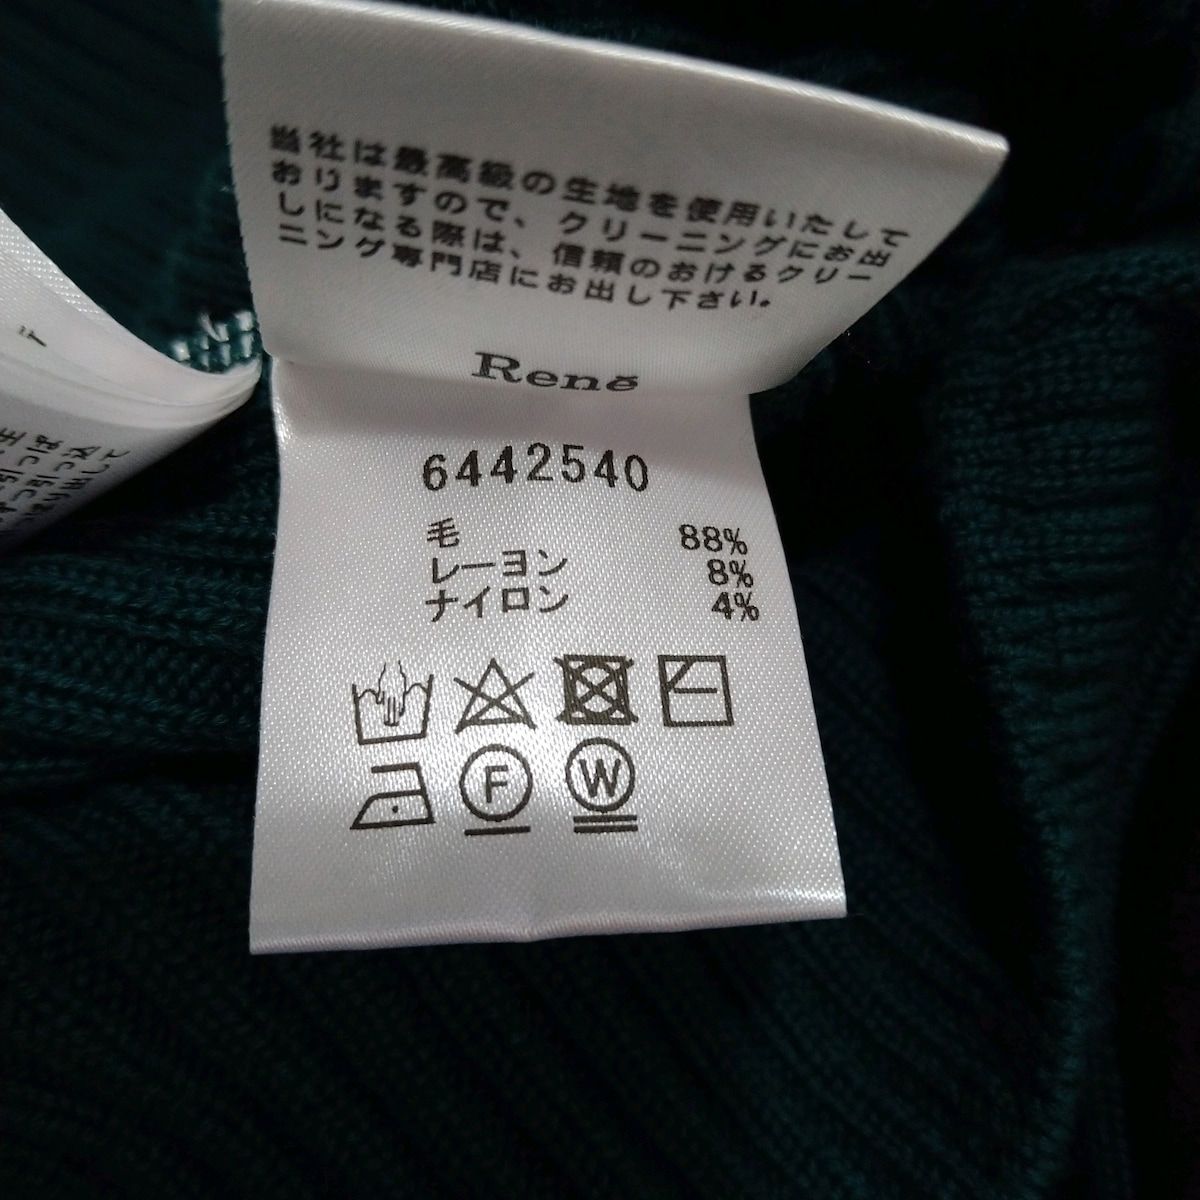 当社は最高級の生地を使用いたして
おりますので、クリーニングにお出
しになる際は、信頼のおけるクリー
ニング専門店にお出し下さい。
René
6442540
毛 88%
レーヨン 8%
ナイロン 4%
F
W